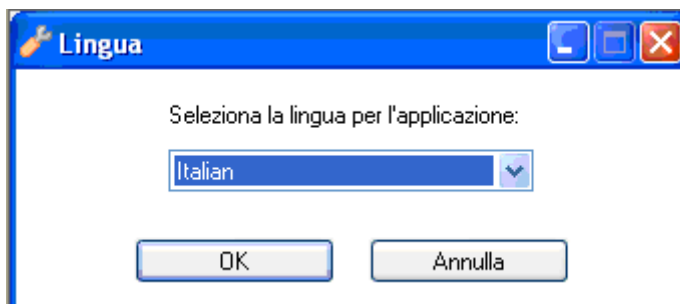 Lingua
Seleziona la lingua per l'applicazione:
Italian
OK
Annulla